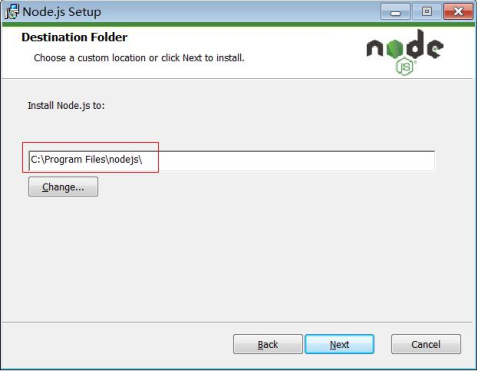 Node.js Setup
Destination Folder
Choose a custom location or click Next to install.
node
JS
Install Node.js to:
C:\Program Files\nodejs\
Change...
Back
Next
Cancel